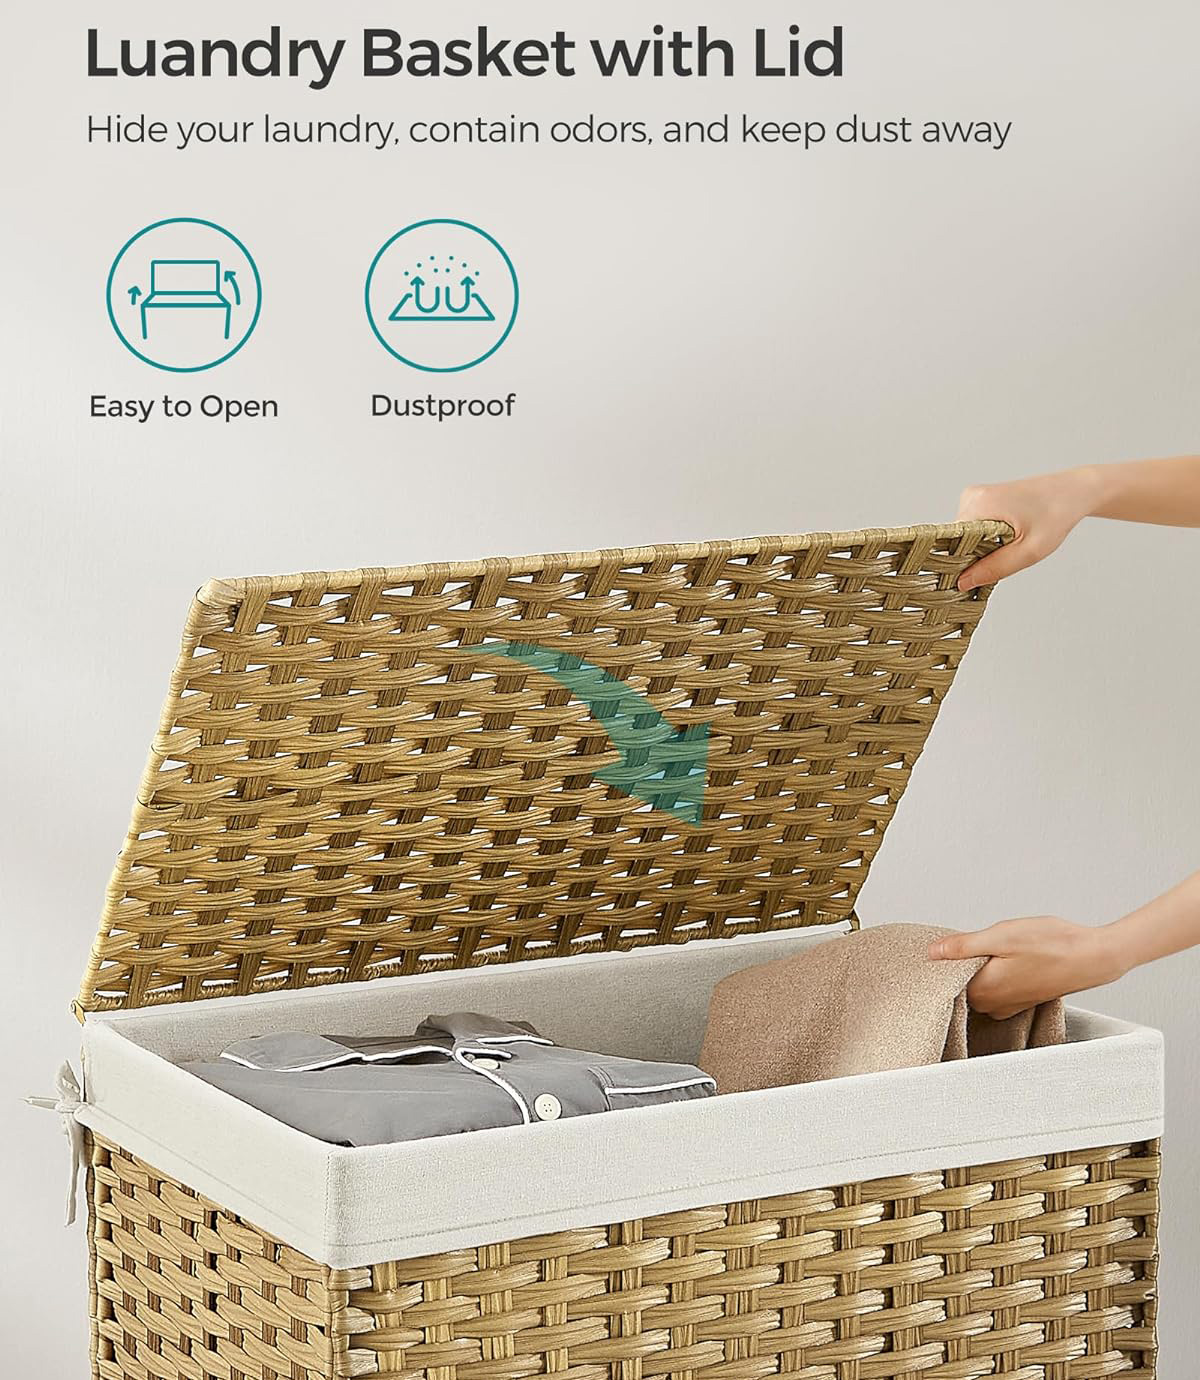 Luandry Basket with Lid
Hide your laundry, contain odors, and keep dust away
Easy to Open
Dustproof